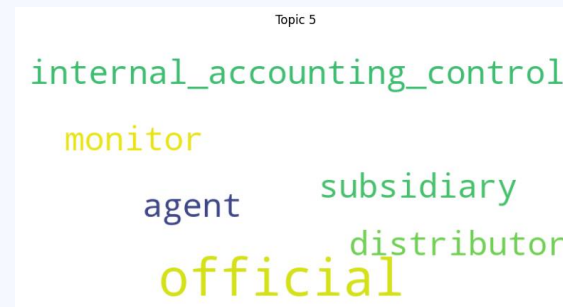 Topic 5
internal_accounting_control
monitor
subsidiary
agent
distributor
official